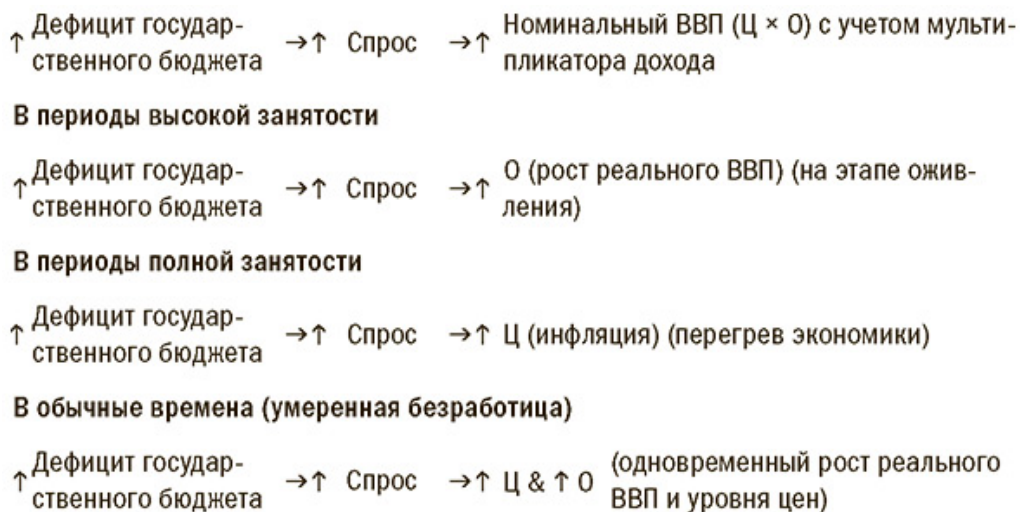 ↑ Дефицит государ-
ственного бюджета →↑ Спрос →↑ Номинальный ВВП (Ц × О) с учетом мульти-
пликатора дохода
В периоды высокой занятости
↑ Дефицит государ-
ственного бюджета →↑ Спрос →↑ О (рост реального ВВП) (на этапе ожив-
ления)
В периоды полной занятости
↑ Дефицит государ-
ственного бюджета →↑ Спрос →↑ Ц (инфляция) (перегрев экономики)
В обычные времена (умеренная безработица)
↑ Дефицит государ-
ственного бюджета →↑ Спрос →↑ Ц & ↑ О (одновременный рост реального
ВВП и уровня цен)